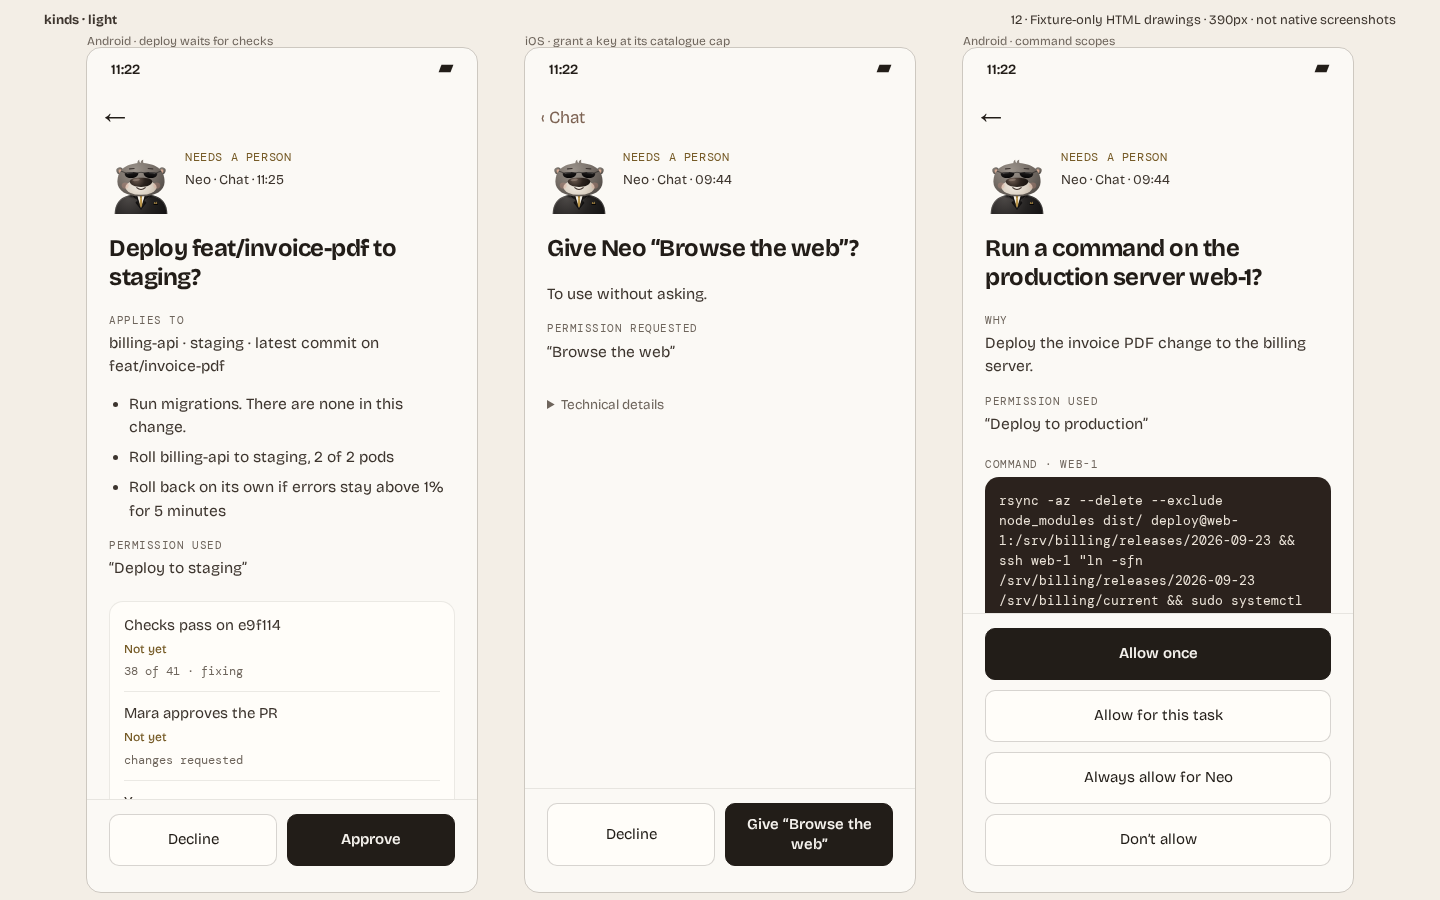 kinds · light
12 · Fixture-only HTML drawings · 390px · not native screenshots
Android · deploy waits for checks
11:22
←
NEEDS A PERSON
Neo · Chat · 11:25
Deploy feat/invoice-pdf to
staging?
APPLIES TO
billing-api · staging · latest commit on
feat/invoice-pdf
• Run migrations. There are none in this
change.
• Roll billing-api to staging, 2 of 2 pods
• Roll back on its own if errors stay above 1%
for 5 minutes
PERMISSION USED
“Deploy to staging”
Checks pass on e9f114
Not yet
38 of 41 · fixing
Mara approves the PR
Not yet
changes requested
Decline
Approve
iOS · grant a key at its catalogue cap
11:22
‹ Chat
NEEDS A PERSON
Neo · Chat · 09:44
Give Neo “Browse the web”?
To use without asking.
PERMISSION REQUESTED
“Browse the web”
▶ Technical details
Decline
Give “Browse the
web”
Android · command scopes
11:22
←
NEEDS A PERSON
Neo · Chat · 09:44
Run a command on the
production server web-1?
WHY
Deploy the invoice PDF change to the billing
server.
PERMISSION USED
“Deploy to production”
COMMAND · WEB-1
rsync -az --delete --exclude
node_modules dist/ deploy@web-
1:/srv/billing/releases/2026-09-23 &&
ssh web-1 "ln -sfn
/srv/billing/releases/2026-09-23
/srv/billing/current && sudo systemctl
Allow once
Allow for this task
Always allow for Neo
Don’t allow